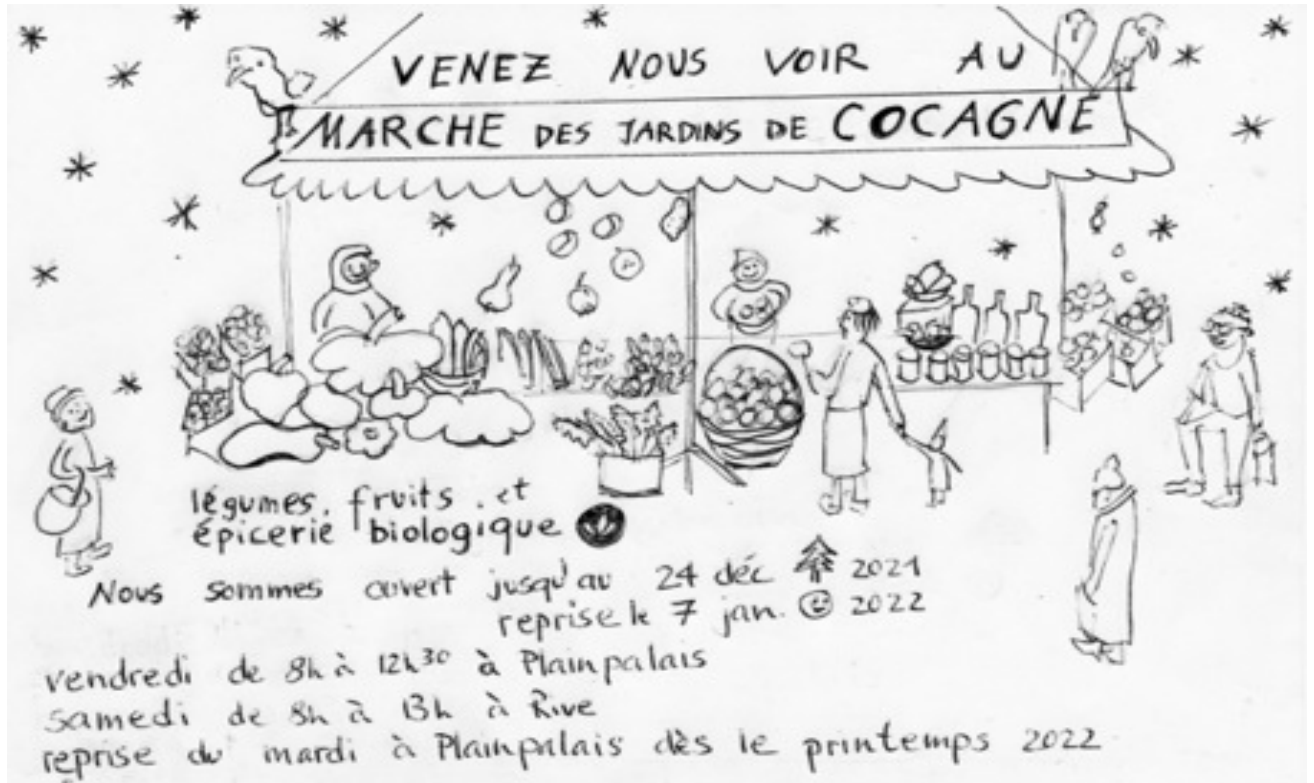 VENEZ NOUS VOIR AU
MARCHE DES JARDINS DE COCAGNE
légumes, fruits et
épicerie biologique
Nous sommes ouvert jusqu'au 24 déc 2021
reprise le 7 jan. 2022
vendredi de 8h à 12h30 à Plainpalais
samedi de 8h à 13h à Rive
reprise du mardi à Plainpalais dès le printemps 2022